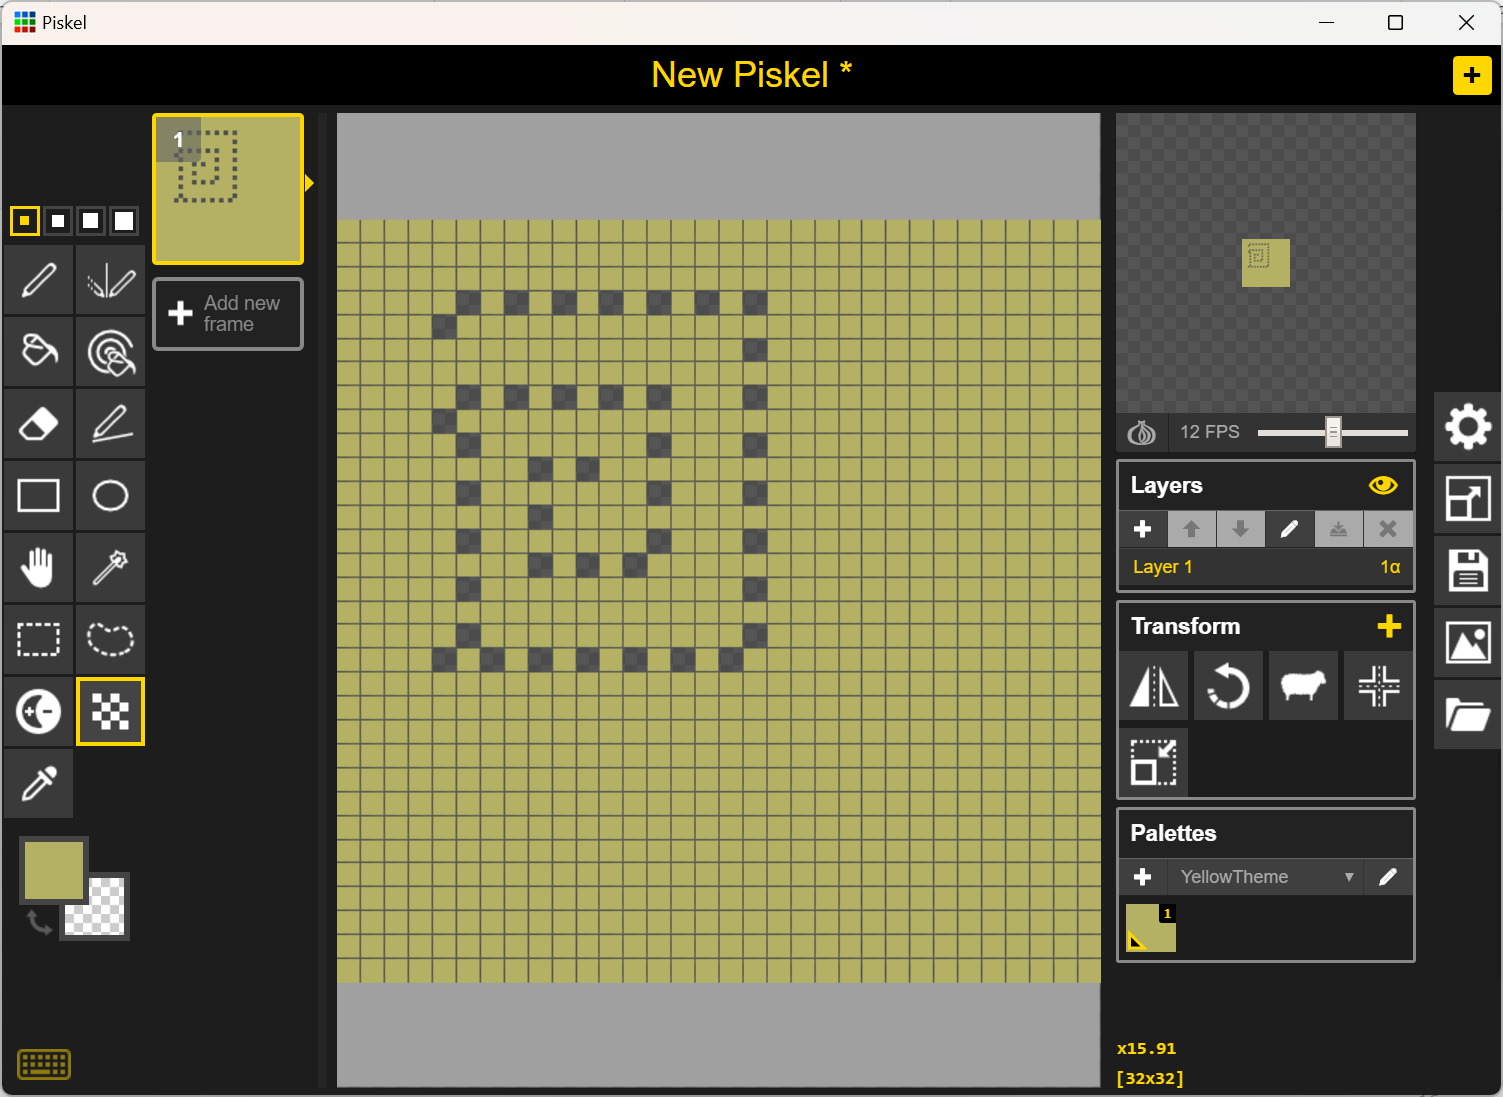 Piskel
New Piskel *
1
Add new
frame
12 FPS
Layers
Layer 1
1α
Transform
Palettes
YellowTheme
1
x15.91
[32x32]